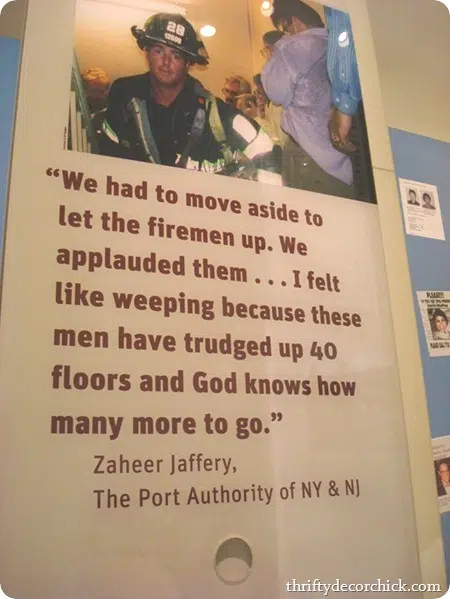 28
“We had to move aside to
let the firemen up. We
applauded them . . . I felt
like weeping because these
men have trudged up 40
floors and God knows how
many more to go.”
Zaheer Jaffery,
The Port Authority of NY & NJ
thriftydecorchick.com